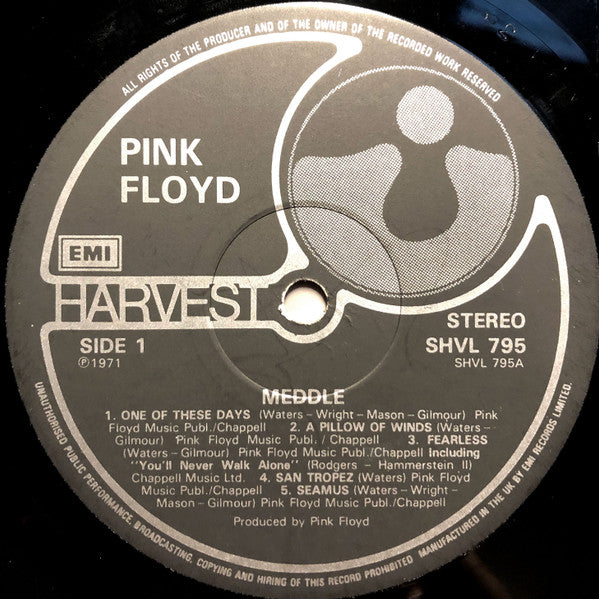 ALL RIGHTS OF THE PRODUCER AND OF THE OWNER OF THE RECORDED WORK RESERVED
PINK
FLOYD
EMI
HARVEST
SIDE 1
Ⓟ1971
STEREO
SHVL 795
SHVL 795A
MEDDLE
1. ONE OF THESE DAYS (Waters – Wright – Mason – Gilmour) Pink
Floyd Music Publ./Chappell 2. A PILLOW OF WINDS (Waters –
Gilmour) Pink Floyd Music Publ. / Chappell 3. FEARLESS
(Waters – Gilmour) Pink Floyd Music Publ./Chappell Including
"You'll Never Walk Alone" (Rodgers – Hammerstein II)
Chappell Music Ltd. 4. SAN TROPEZ (Waters) Pink Floyd
Music Publ./Chappell 5. SEAMUS (Waters – Wright –
Mason – Gilmour) Pink Floyd Music Publ./Chappell
Produced by Pink Floyd
UNAUTHORISED PUBLIC PERFORMANCE, BROADCASTING, COPYING AND HIRING OF THIS RECORD PROHIBITED MANUFACTURED IN THE UK BY EMI RECORDS LIMITED.